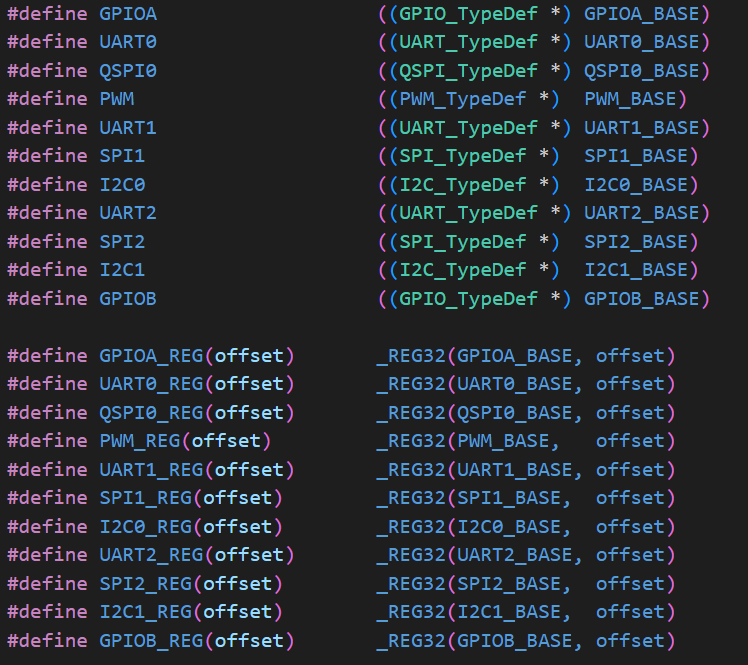 #define GPIOA                   ((GPIO_TypeDef *) GPIOA_BASE)
#define UART0                   ((UART_TypeDef *) UART0_BASE)
#define QSPI0                   ((QSPI_TypeDef *) QSPI0_BASE)
#define PWM                     ((PWM_TypeDef *)  PWM_BASE)
#define UART1                   ((UART_TypeDef *) UART1_BASE)
#define SPI1                    ((SPI_TypeDef *)  SPI1_BASE)
#define I2C0                    ((I2C_TypeDef *)  I2C0_BASE)
#define UART2                   ((UART_TypeDef *) UART2_BASE)
#define SPI2                    ((SPI_TypeDef *)  SPI2_BASE)
#define I2C1                    ((I2C_TypeDef *)  I2C1_BASE)
#define GPIOB                   ((GPIO_TypeDef *) GPIOB_BASE)

#define GPIOA_REG(offset)       _REG32(GPIOA_BASE, offset)
#define UART0_REG(offset)       _REG32(UART0_BASE, offset)
#define QSPI0_REG(offset)       _REG32(QSPI0_BASE, offset)
#define PWM_REG(offset)         _REG32(PWM_BASE,   offset)
#define UART1_REG(offset)       _REG32(UART1_BASE, offset)
#define SPI1_REG(offset)        _REG32(SPI1_BASE,  offset)
#define I2C0_REG(offset)        _REG32(I2C0_BASE,  offset)
#define UART2_REG(offset)       _REG32(UART2_BASE, offset)
#define SPI2_REG(offset)        _REG32(SPI2_BASE,  offset)
#define I2C1_REG(offset)        _REG32(I2C1_BASE,  offset)
#define GPIOB_REG(offset)       _REG32(GPIOB_BASE, offset)